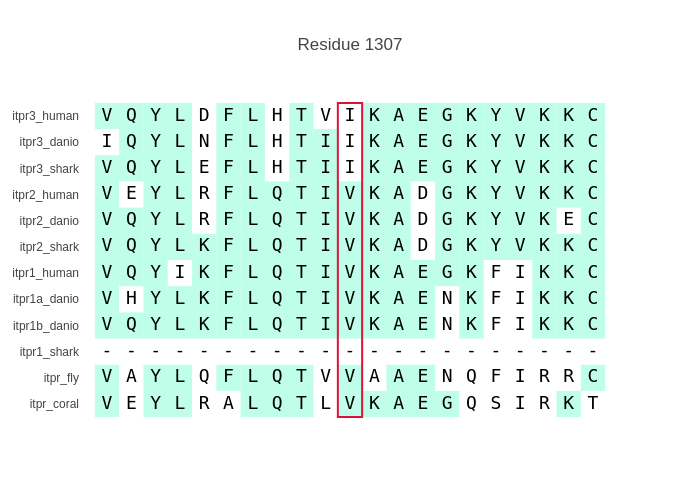 Residue 1307
itpr3_human V Q Y L D F L H T V I K A E G K Y V K K C
itpr3_danio I Q Y L N F L H T I I K A E G K Y V K K C
itpr3_shark V Q Y L E F L H T I I K A E G K Y V K K C
itpr2_human V E Y L R F L Q T I V K A D G K Y V K K C
itpr2_danio V Q Y L R F L Q T I V K A D G K Y V K E C
itpr2_shark V Q Y L K F L Q T I V K A D G K Y V K K C
itpr1_human V Q Y I K F L Q T I V K A E G K F I K K C
itpr1a_danio V H Y L K F L Q T I V K A E N K F I K K C
itpr1b_danio V Q Y L K F L Q T I V K A E N K F I K K C
itpr1_shark - - - - - - - - - - - - - - - - - - - - -
itpr_fly V A Y L Q F L Q T V V A A E N Q F I R R C
itpr_coral V E Y L R A L Q T L V K A E G Q S I R K T